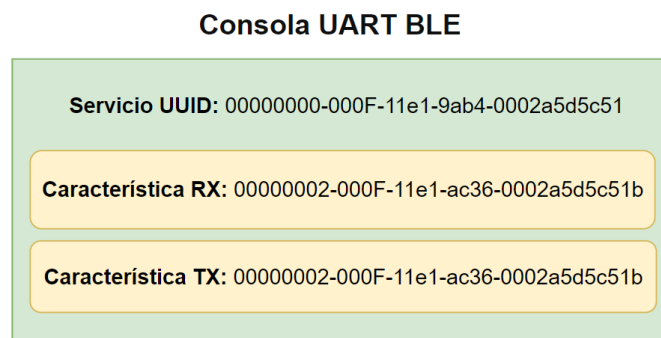 Consola UART BLE
Servicio UUID: 00000000-000F-11e1-9ab4-0002a5d5c51
Característica RX: 00000002-000F-11e1-ac36-0002a5d5c51b
Característica TX: 00000002-000F-11e1-ac36-0002a5d5c51b